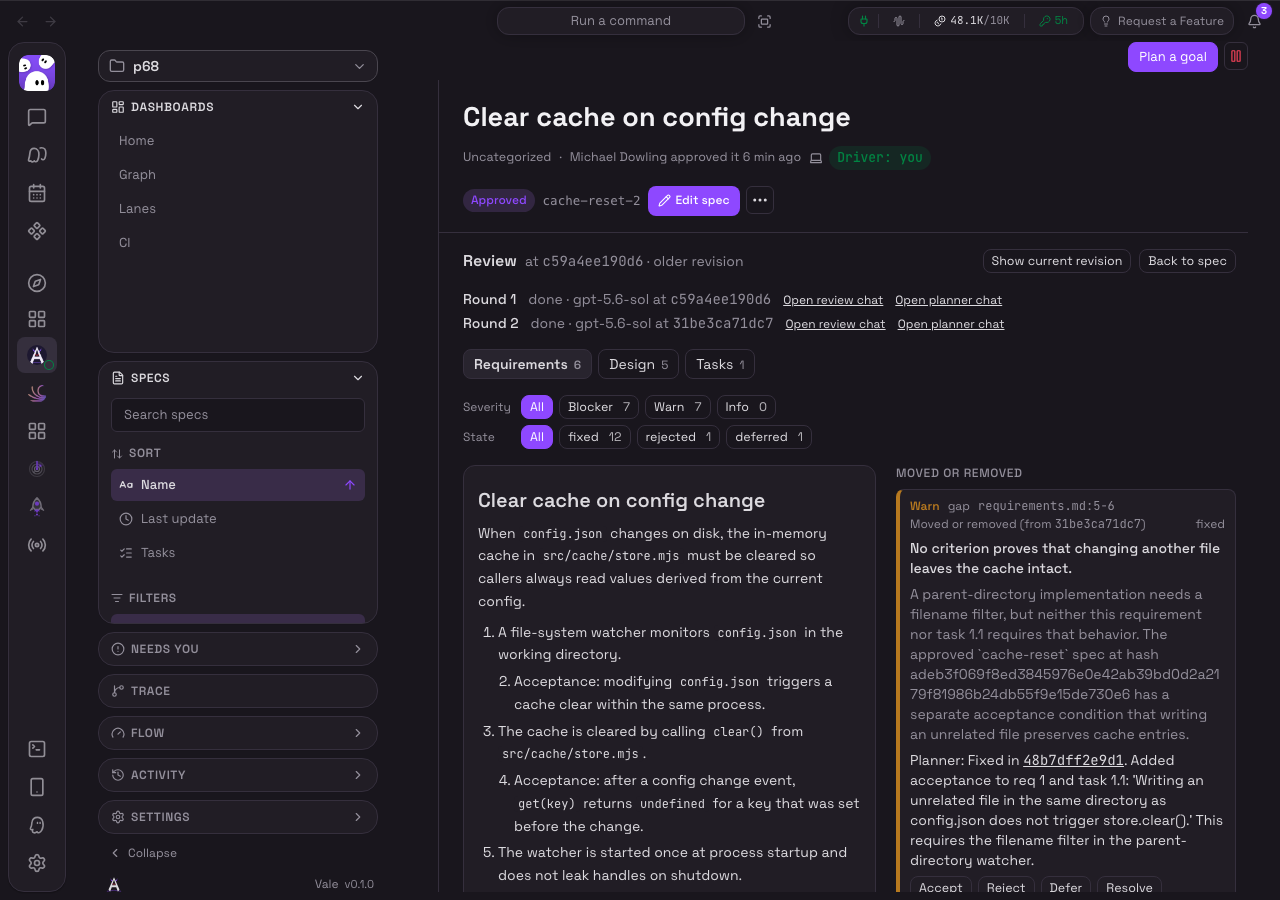 Run a command
48.1K/10K
5h
Request a Feature
3
p68
Plan a goal
DASHBOARDS
Home
Graph
Lanes
CI
SPECS
Search specs
SORT
Aa Name
Last update
Tasks
FILTERS
NEEDS YOU
TRACE
FLOW
ACTIVITY
SETTINGS
Collapse
Vale v0.1.0
Clear cache on config change
Uncategorized · Michael Dowling approved it 6 min ago Driver: you
Approved cache-reset-2 Edit spec
Review at c59a4ee190d6 · older revision
Show current revision Back to spec
Round 1 done · gpt-5.6-sol at c59a4ee190d6 Open review chat Open planner chat
Round 2 done · gpt-5.6-sol at 31be3ca71dc7 Open review chat Open planner chat
Requirements 6 Design 5 Tasks 1
Severity All Blocker 7 Warn 7 Info 0
State All fixed 12 rejected 1 deferred 1
Clear cache on config change
When config.json changes on disk, the in-memory
cache in src/cache/store.mjs must be cleared so
callers always read values derived from the current
config.
1. A file-system watcher monitors config.json in the
working directory.
2. Acceptance: modifying config.json triggers a
cache clear within the same process.
3. The cache is cleared by calling clear() from
src/cache/store.mjs.
4. Acceptance: after a config change event,
get(key) returns undefined for a key that was set
before the change.
5. The watcher is started once at process startup and
does not leak handles on shutdown.
MOVED OR REMOVED
Warn gap requirements.md:5-6
Moved or removed (from 31be3ca71dc7) fixed
No criterion proves that changing another file
leaves the cache intact.
A parent-directory implementation needs a
filename filter, but neither this requirement
nor task 1.1 requires that behavior. The
approved `cache-reset` spec at hash
adeb3f069f8ed3845976e0e42ab39bd0d2a21
79f81986b24db55f9e15de730e6 has a
separate acceptance condition that writing
an unrelated file preserves cache entries.
Planner: Fixed in 48b7dff2e9d1. Added
acceptance to req 1 and task 1.1: 'Writing an
unrelated file in the same directory as
config.json does not trigger store.clear().' This
requires the filename filter in the parent-
directory watcher.
Accept Reject Defer Resolve